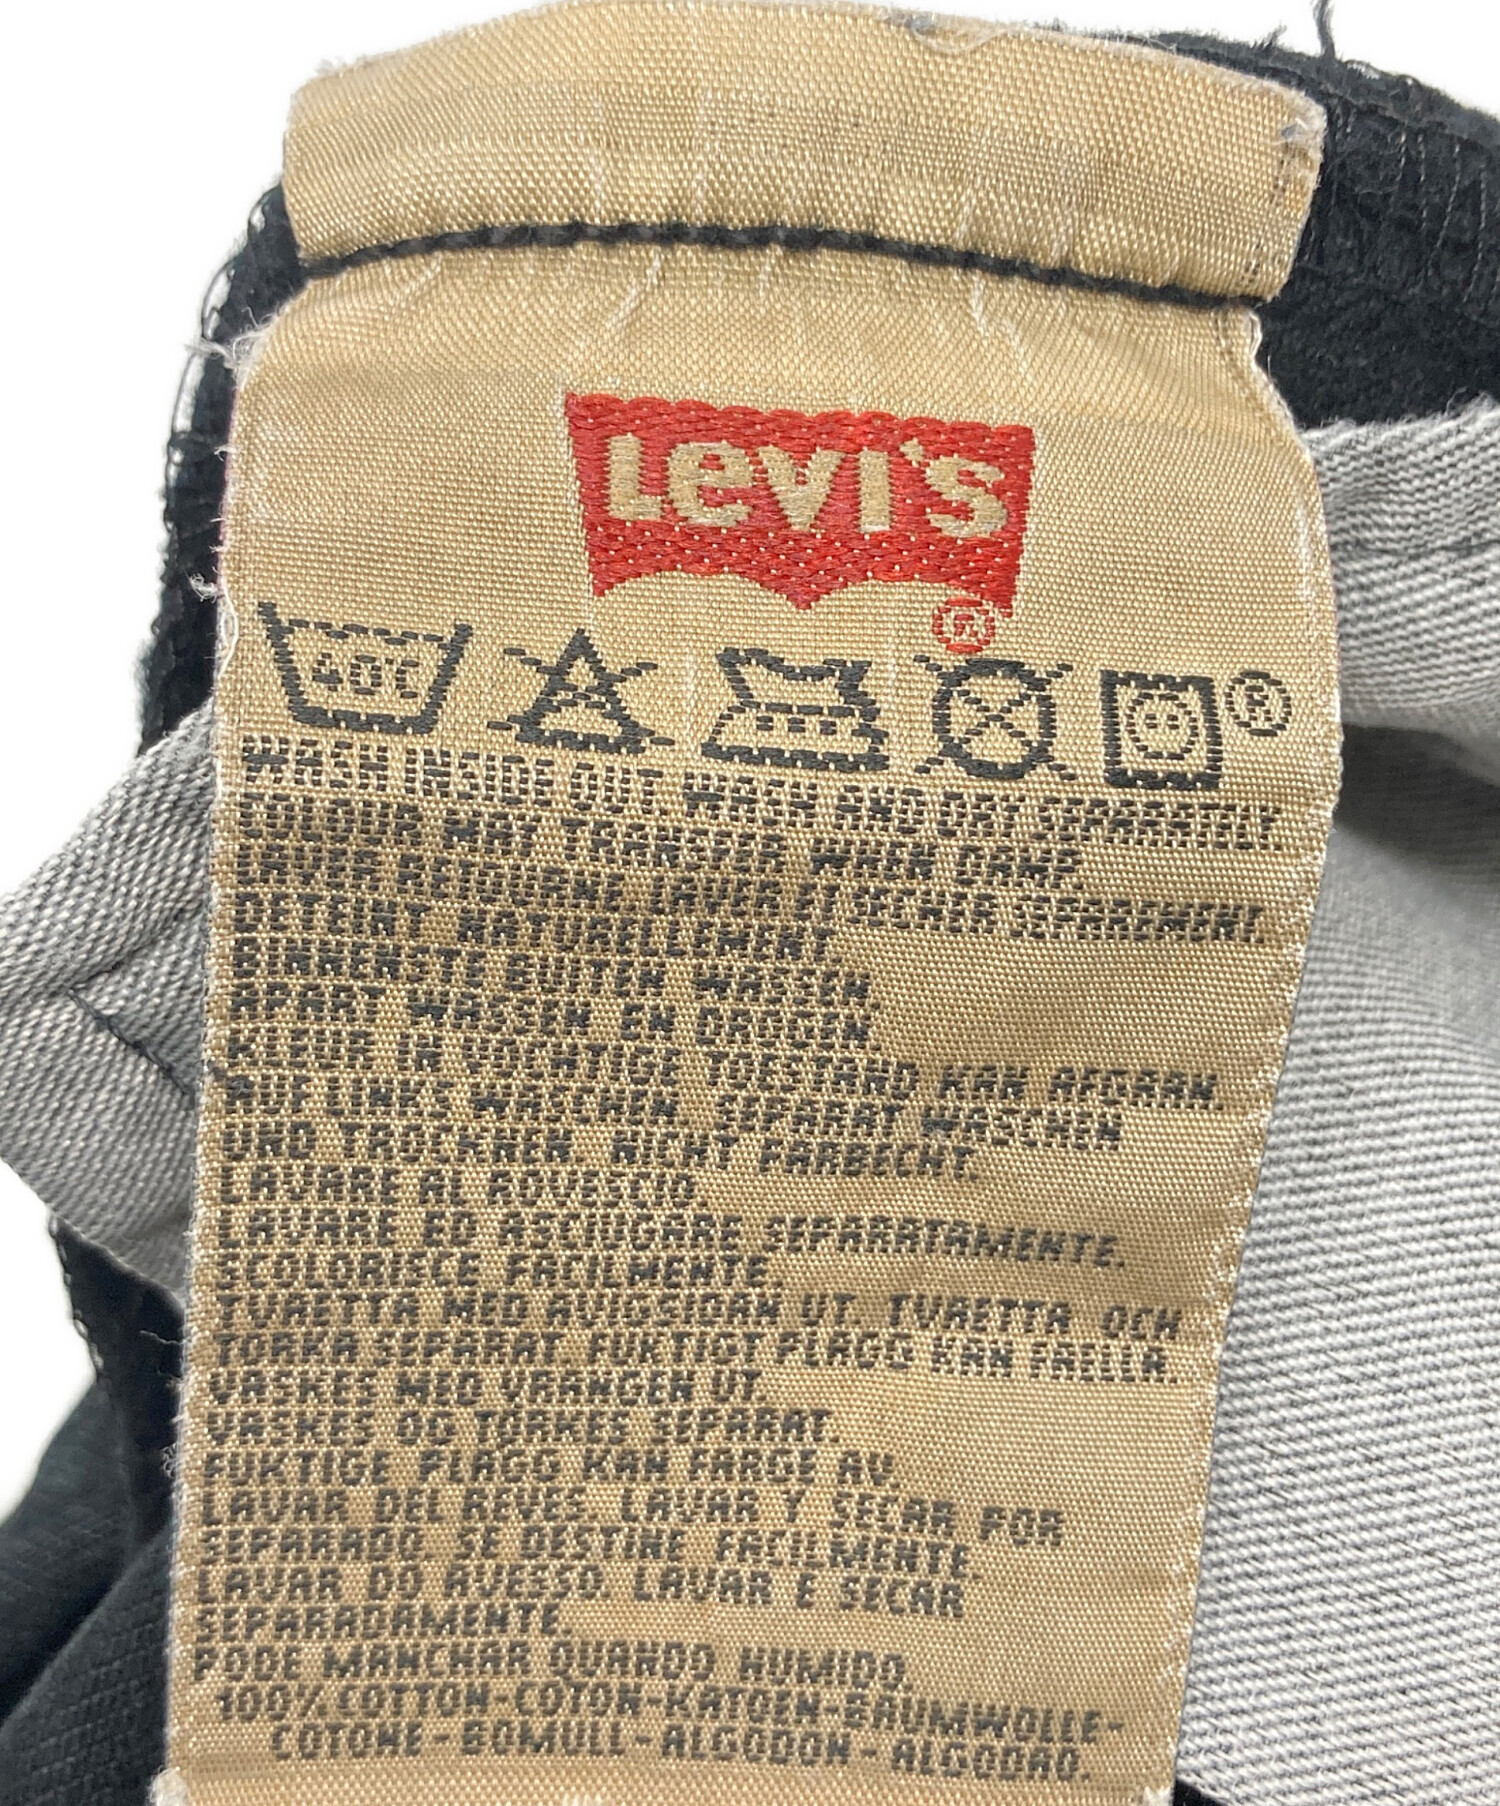 Levi's
®
40°C
®
WASH INSIDE OUT. WASH AND DRY SEPARATELY.
COLOUR MAY TRANSFER WHEN DAMP.
LAVER RETOURNE. LAVER ET SECHER SEPAREMENT.
DETEINT NATURELLEMENT.
BINNENSTE BUITEN WASSEN.
APART WASSEN EN DROGEN.
KLEUR IN VOCHTIGE TOESTAND KAN AFGAAN.
AUF LINKS WASCHEN. SEPARAT WASCHEN
UND TROCKNEN. NICHT FARBECHT.
LAVARE AL ROVESCIO.
LAVARE ED ASCIUGARE SEPARATAMENTE.
SCOLORISCE FACILMENTE.
TVAETTA MED AVIGSIDAN UT. TVAETTA OCH
TORKA SEPARAT. FUKTIGT PLAGG KAN FAELLA.
VASKES MED VRANGEN UT.
VASKES OG TORKES SEPARAT.
FUKTIGE PLAGG KAN FARGE AV.
LAVAR DEL REVES. LAVAR Y SECAR POR
SEPARADO. SE DESTINE FACILMENTE.
LAVAR DO AVESSO. LAVAR E SECAR
SEPARADAMENTE.
PODE MANCHAR QUANDO HUMIDO.
100% COTTON-COTON-KATOEN-BAUMWOLLE-
COTONE-BOMULL-ALGODON-ALGODAO.